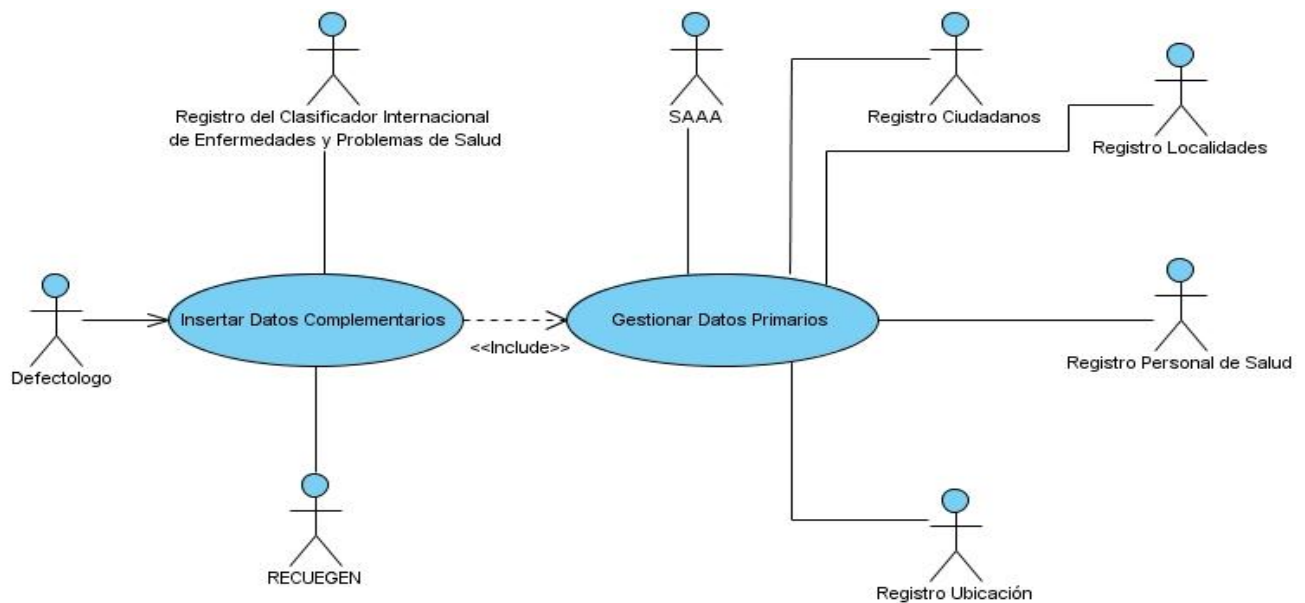 Registro del Clasificador Internacional
de Enfermedades y Problemas de Salud
SAAA
Registro Ciudadanos
Registro Localidades
Defectologo
Insertar Datos Complementarios
<<Include>>
Gestionar Datos Primarios
Registro Personal de Salud
RECUEGEN
Registro Ubicación